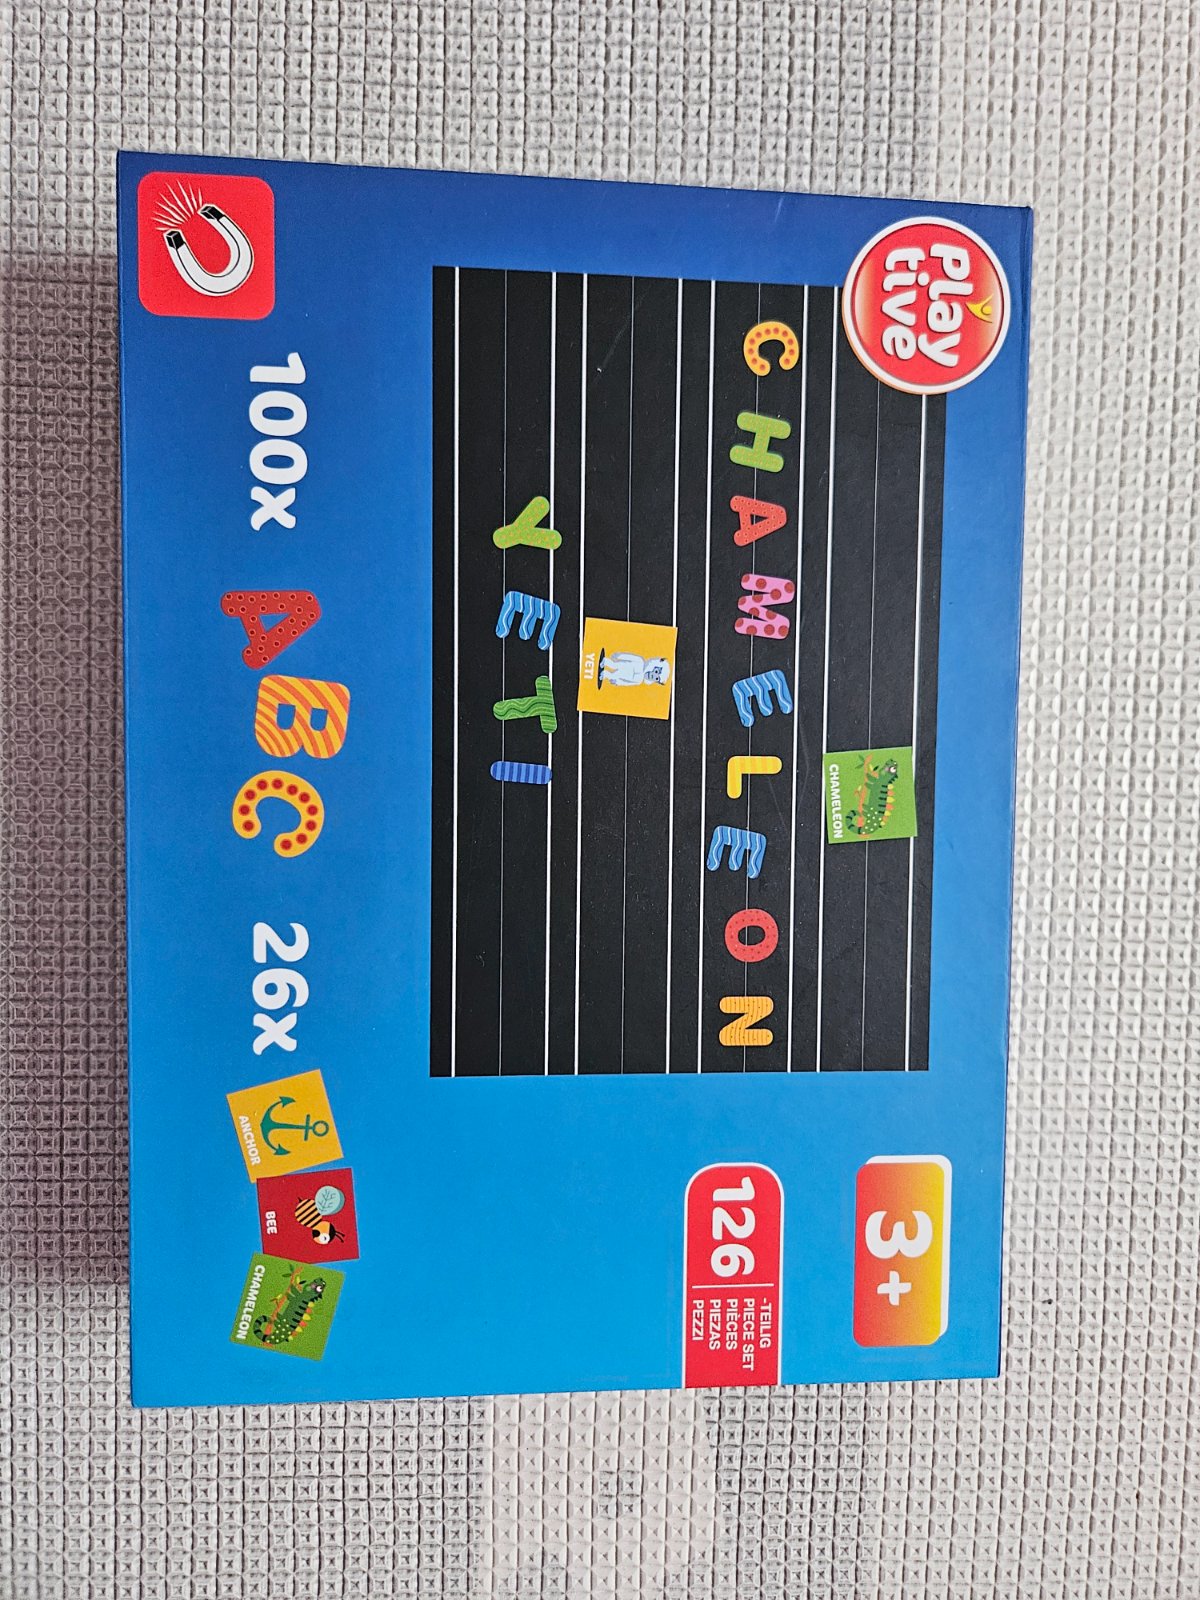 Play
tive
3+
CHAMELEON
CHAMELEON
YETI
YETI
126
-TEILIG
PIECE SET
PIÈCES
PIEZAS
PEZZI
100x ABC 26x
ANCHOR
BEE
CHAMELEON